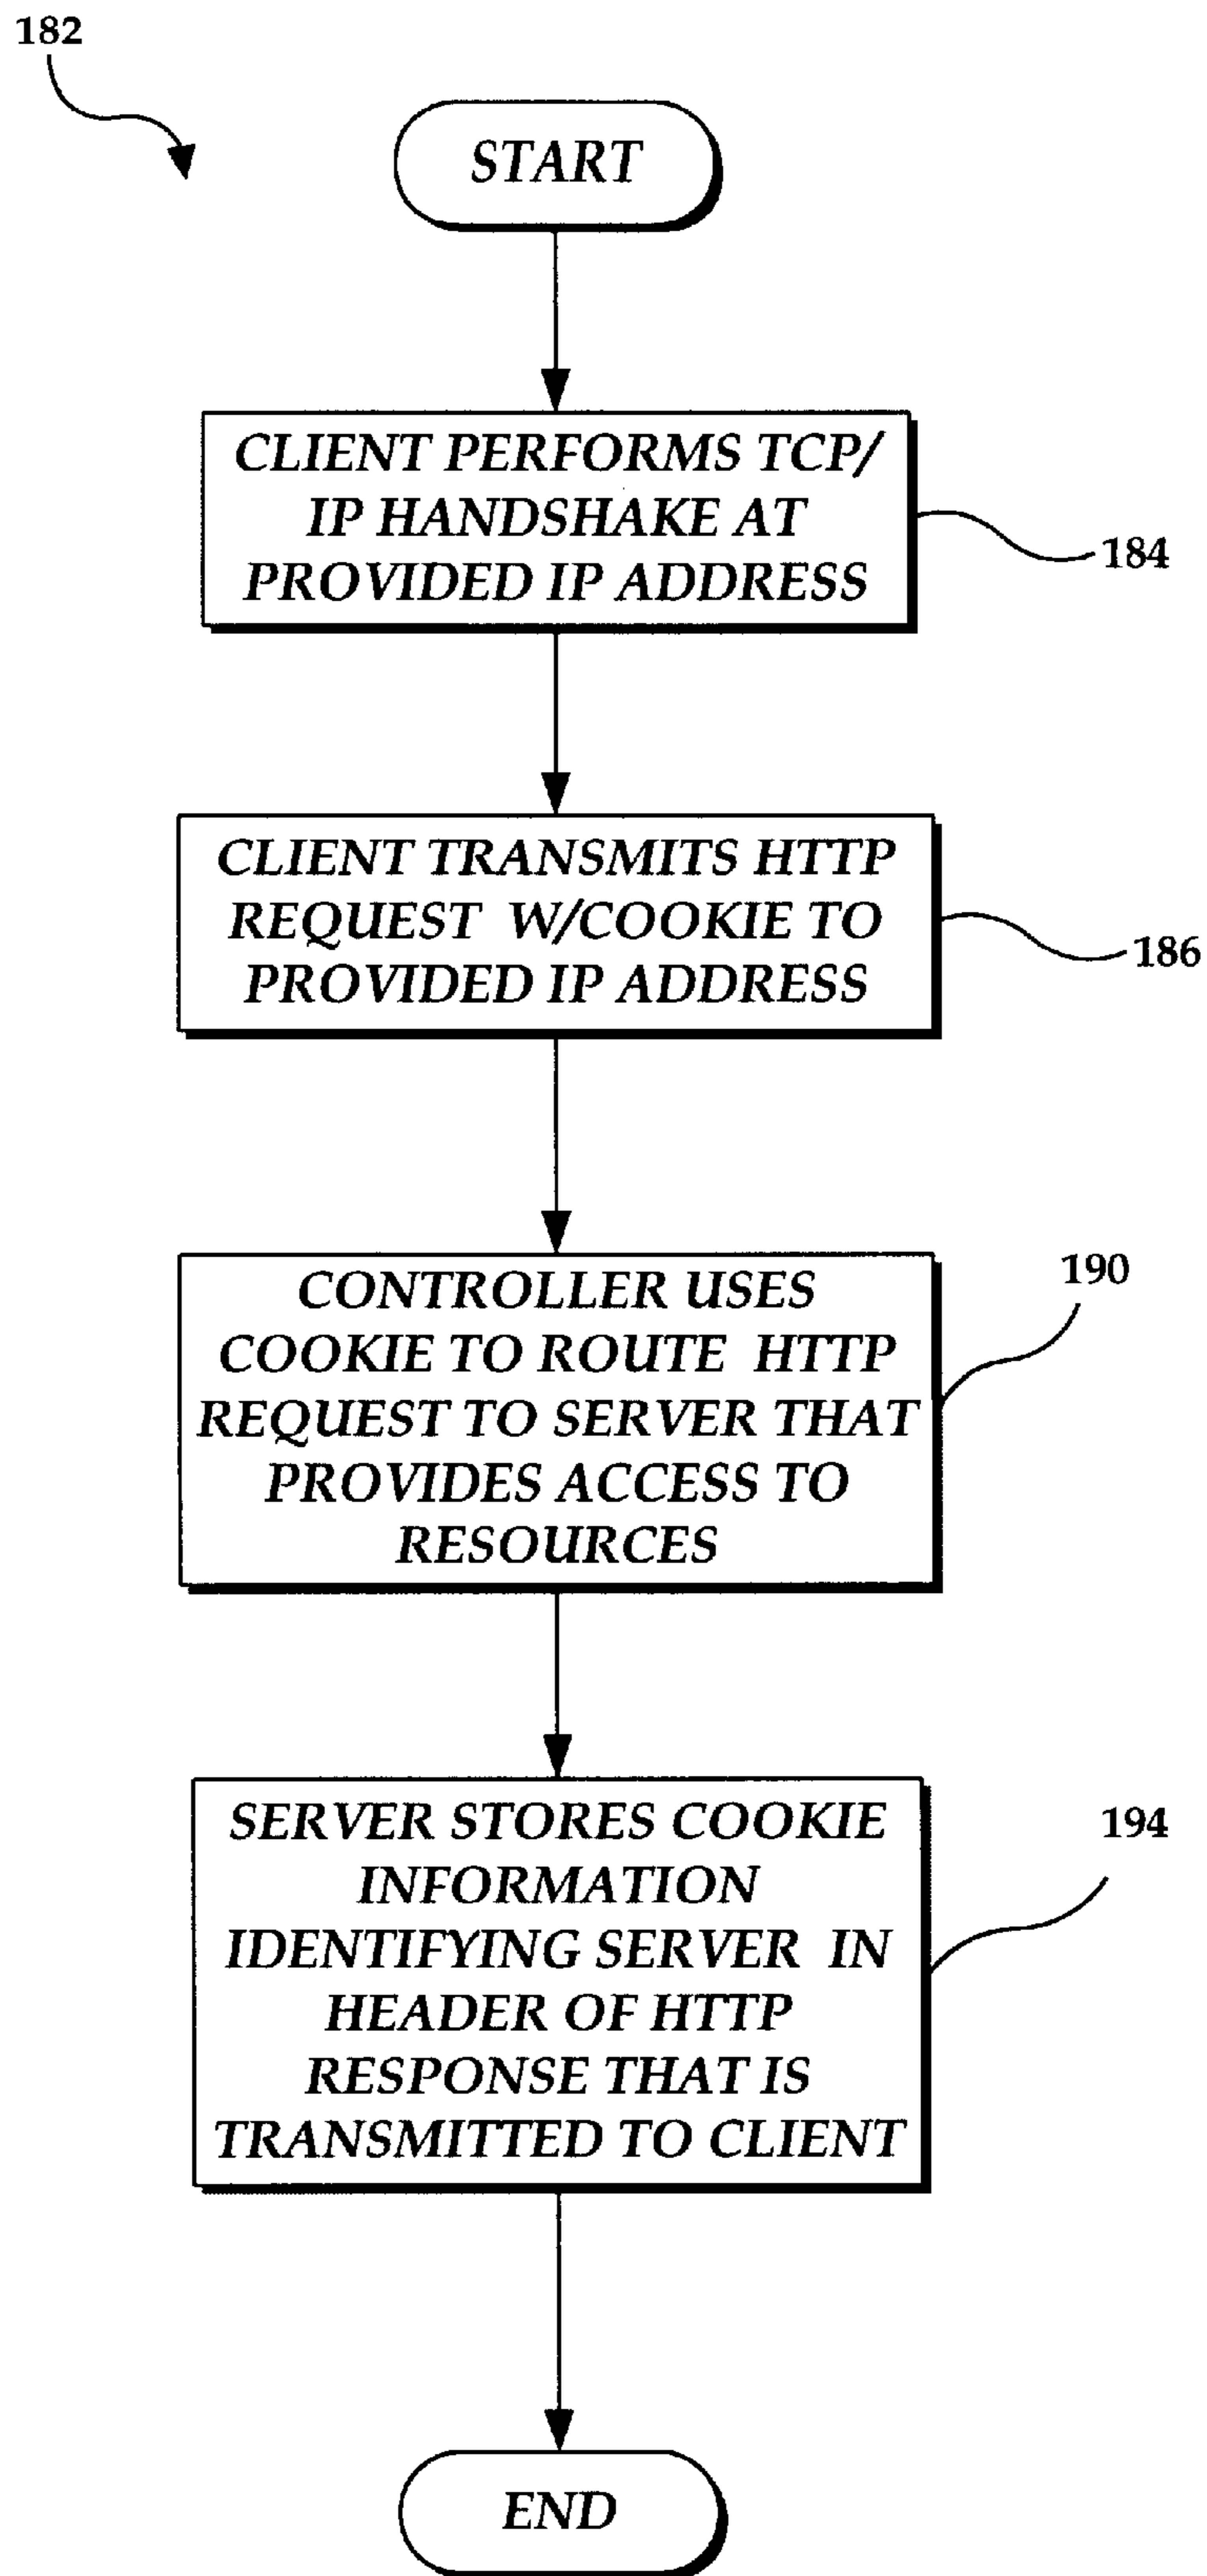 182
START
CLIENT PERFORMS TCP/
IP HANDSHAKE AT
PROVIDED IP ADDRESS
184
CLIENT TRANSMITS HTTP
REQUEST W/COOKIE TO
PROVIDED IP ADDRESS
186
CONTROLLER USES
COOKIE TO ROUTE HTTP
REQUEST TO SERVER THAT
PROVIDES ACCESS TO
RESOURCES
190
SERVER STORES COOKIE
INFORMATION
IDENTIFYING SERVER IN
HEADER OF HTTP
RESPONSE THAT IS
TRANSMITTED TO CLIENT
194
END